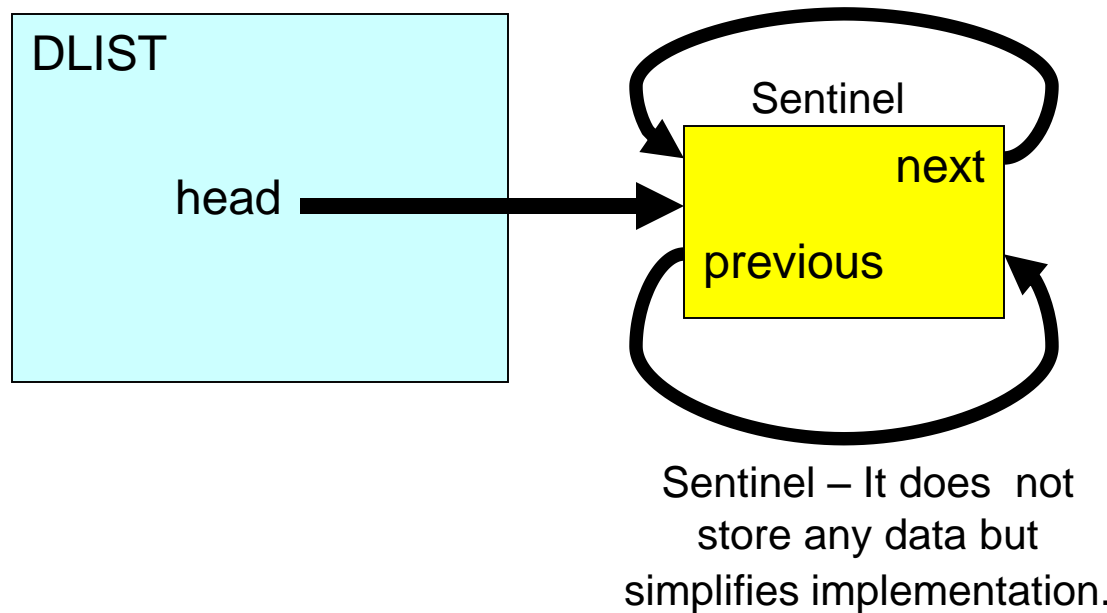 DLIST
Sentinel
next
head
previous
Sentinel – It does  not
store any data but
simplifies implementation.